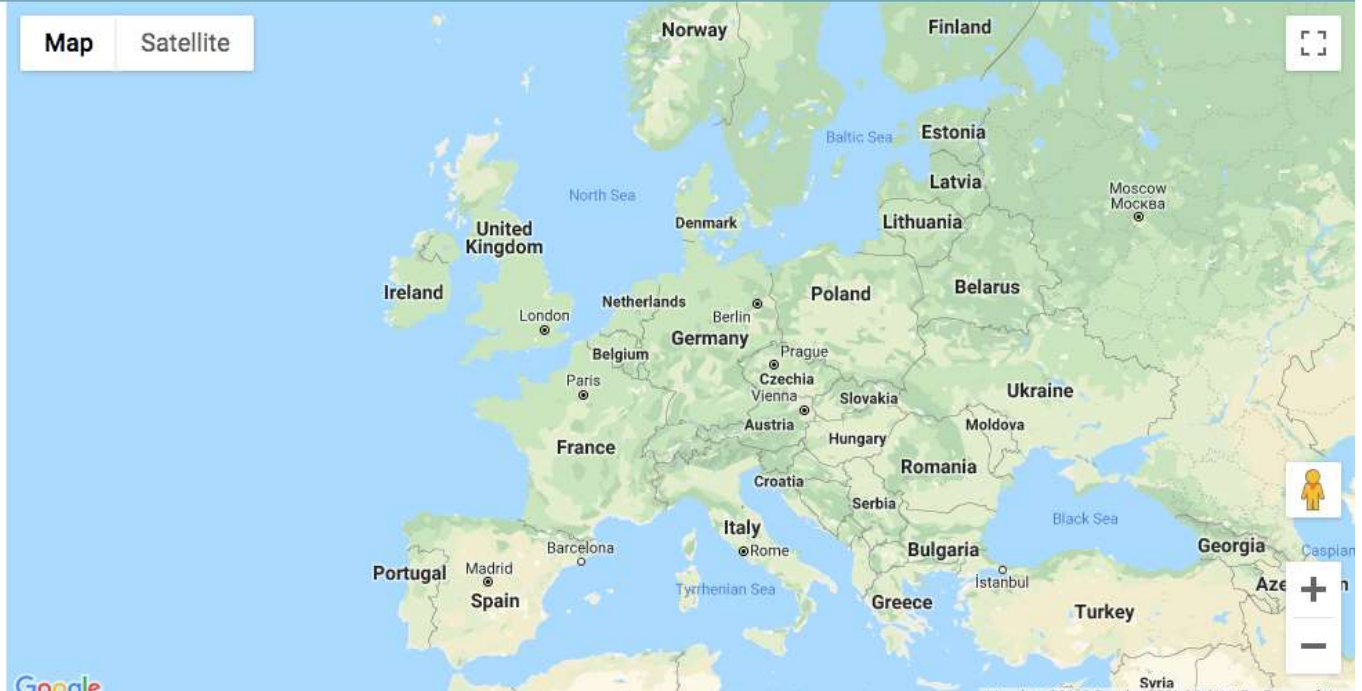 Map Satellite
Norway
Finland
Baltic Sea
Estonia
Latvia
North Sea
Moscow
Москва
Denmark
Lithuania
United
Kingdom
Ireland
Netherlands
Poland
Belarus
London
Berlin
Germany
Belgium
Prague
Czechia
Paris
Vienna
Slovakia
Ukraine
Austria
Moldova
Hungary
France
Romania
Croatia
Serbia
Black Sea
Italy
Rome
Barcelona
Bulgaria
Georgia
Caspian
Portugal
Madrid
Spain
Tyrrhenian Sea
İstanbul
Greece
Turkey
Syria
Google